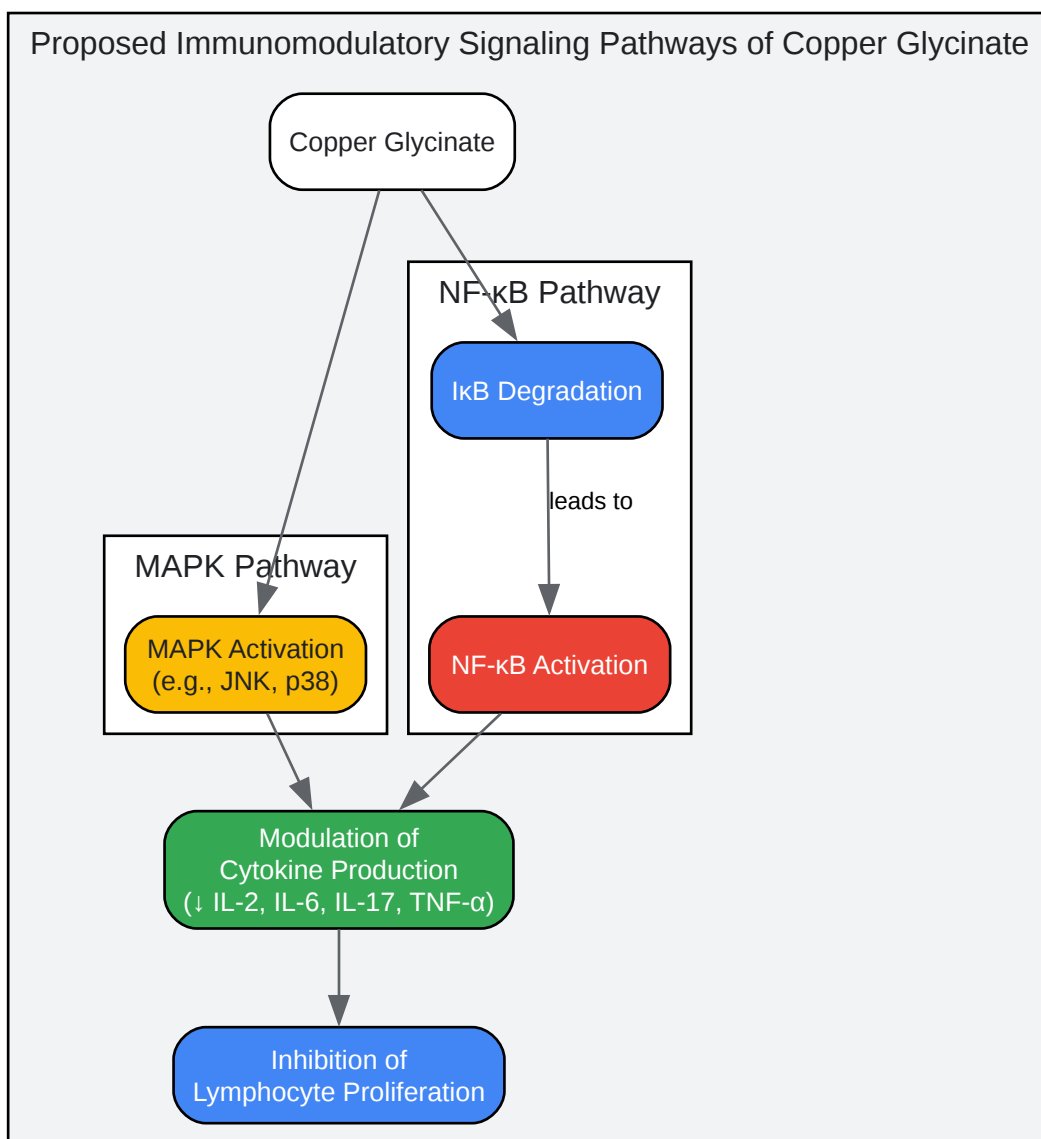 Proposed Immunomodulatory Signaling Pathways of Copper Glycinate
Copper Glycinate
NF-κB Pathway
IκB Degradation
leads to
MAPK Pathway
MAPK Activation
(e.g., JNK, p38)
NF-κB Activation
Modulation of
Cytokine Production
(↓ IL-2, IL-6, IL-17, TNF-α)
Inhibition of
Lymphocyte Proliferation